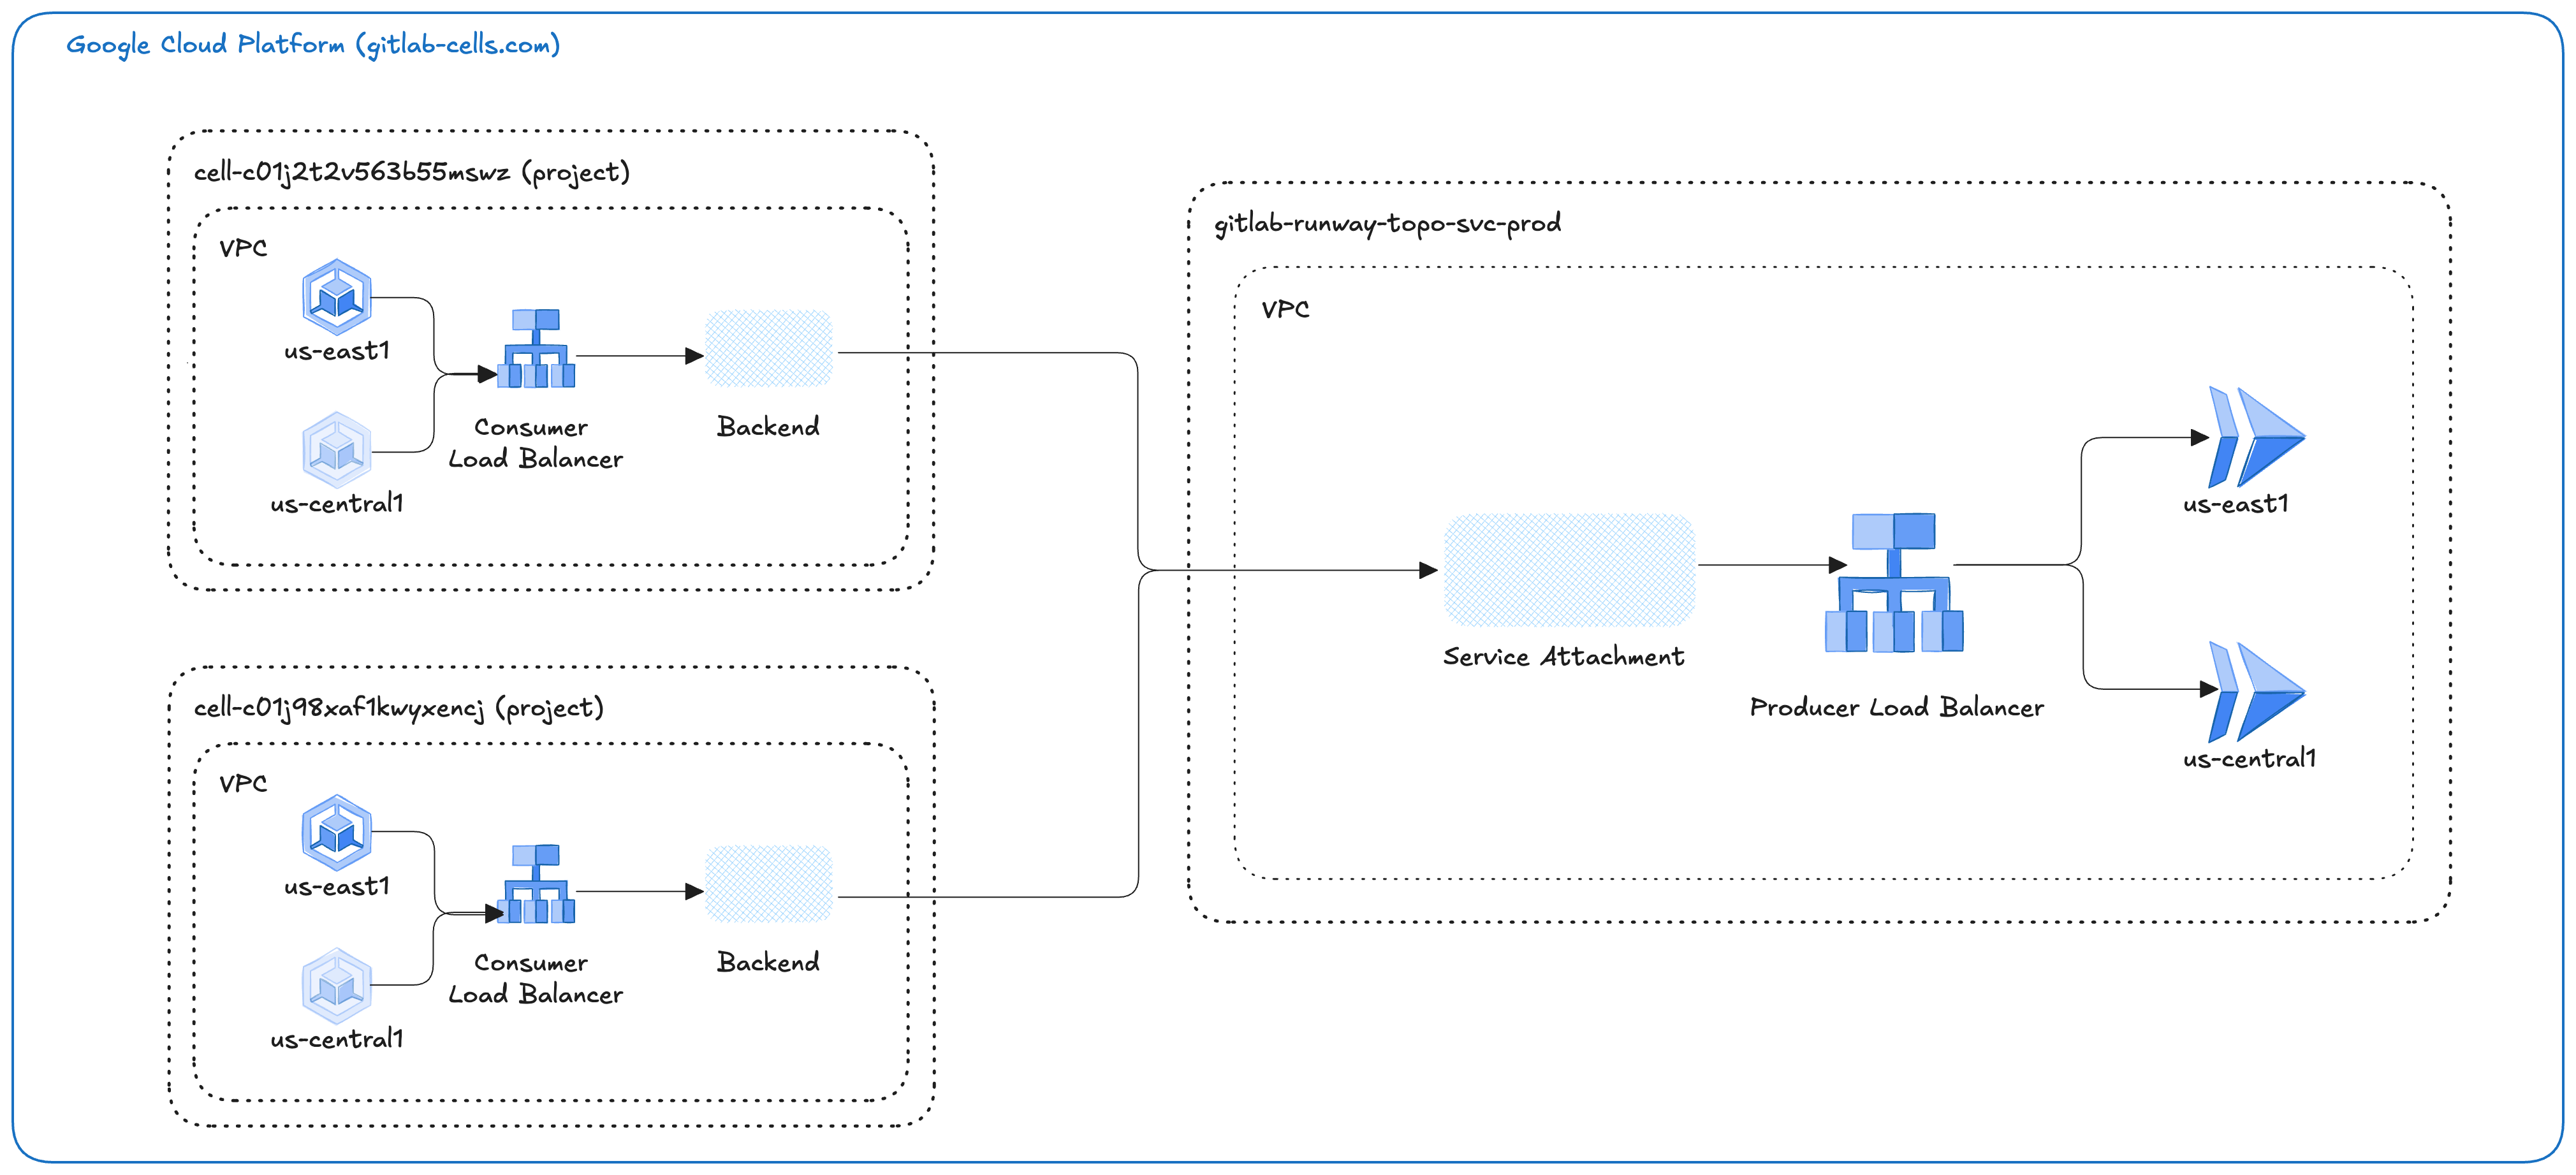 Google Cloud Platform (gitlab-cells.com)
cell-c01j2t2v563b55mswz (project)
VPC
us-east1
us-central1
Consumer
Load Balancer
Backend
cell-c01j98xaf1kwyxencj (project)
VPC
us-east1
us-central1
Consumer
Load Balancer
Backend
gitlab-runway-topo-svc-prod
VPC
Service Attachment
Producer Load Balancer
us-east1
us-central1